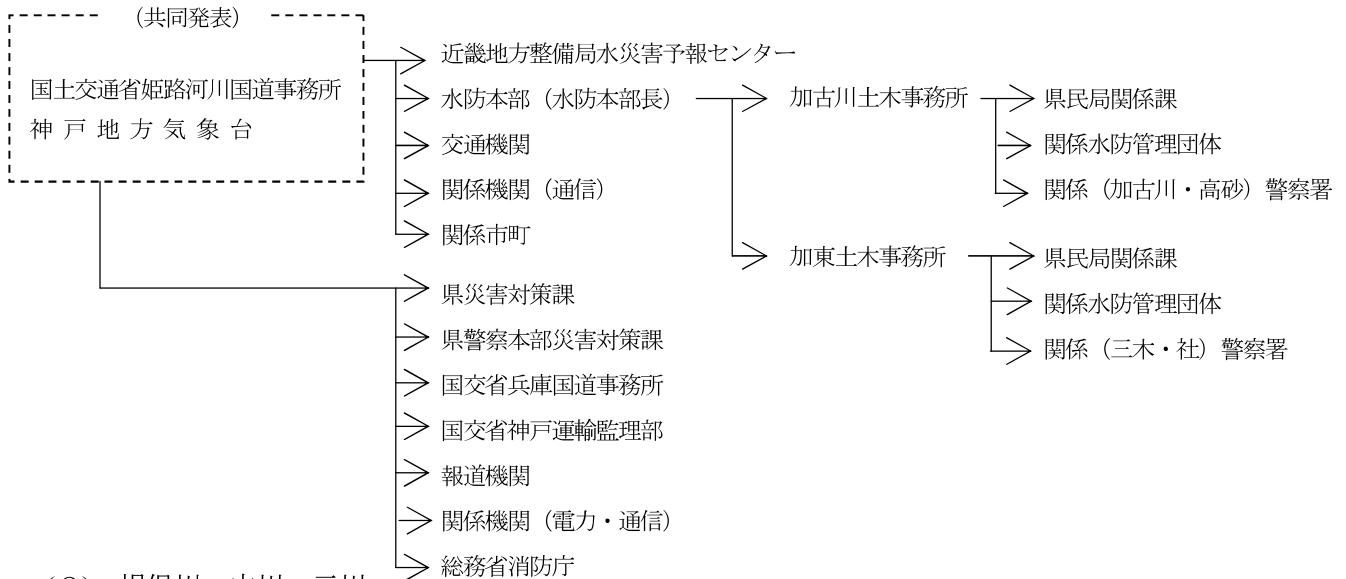 （共同発表）
国土交通省姫路河川国道事務所
神戸地方気象台
近畿地方整備局水災害予報センター
水防本部（水防本部長）
交通機関
関係機関（通信）
関係市町
加古川土木事務所
県民局関係課
関係水防管理団体
関係（加古川・高砂）警察署
加東土木事務所
県民局関係課
関係水防管理団体
関係（三木・社）警察署
県災害対策課
県警察本部災害対策課
国交省兵庫国道事務所
国交省神戸運輸監理部
報道機関
関係機関（電力・通信）
総務省消防庁